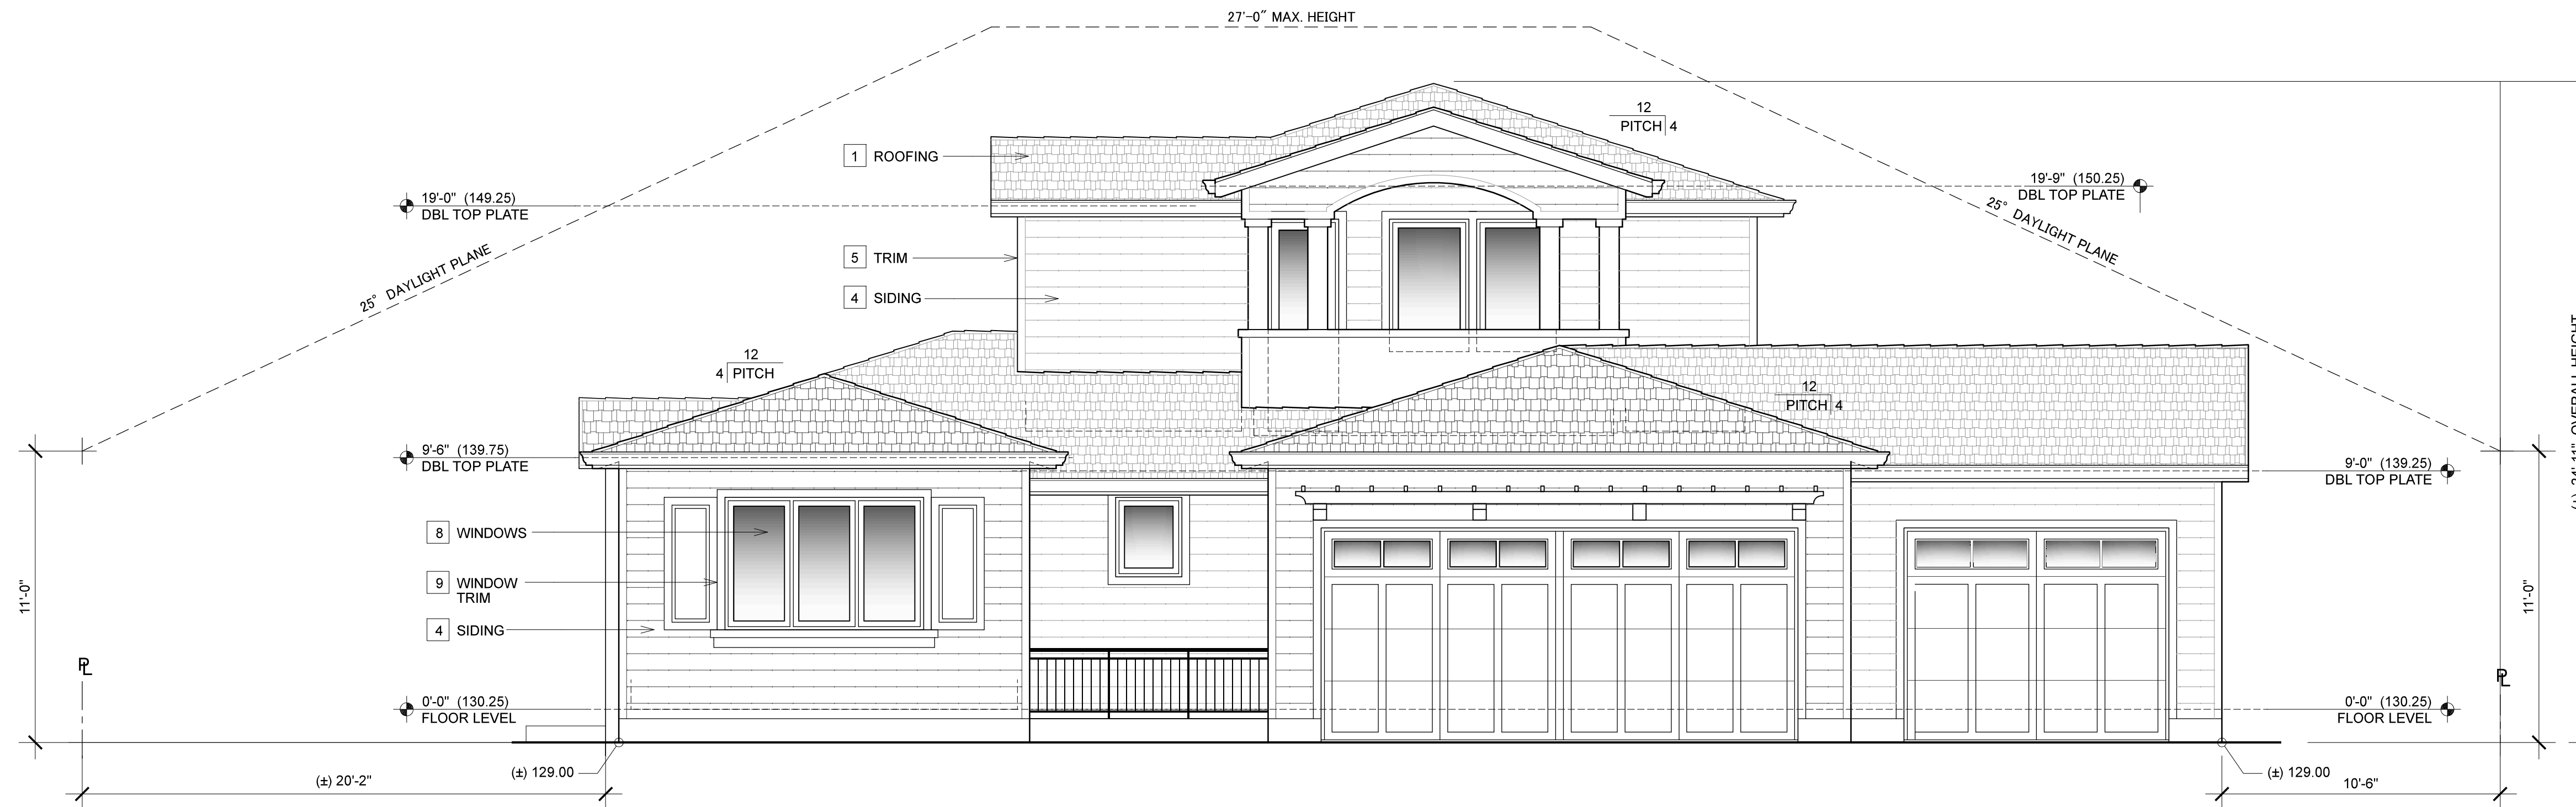 27'-0" MAX. HEIGHT
12
PITCH 4
1 ROOFING
19'-0" (149.25)
DBL TOP PLATE
19'-9" (150.25)
DBL TOP PLATE
25° DAYLIGHT PLANE
25° DAYLIGHT PLANE
5 TRIM
4 SIDING
12
4 PITCH
12
PITCH 4
9'-6" (139.75)
DBL TOP PLATE
9'-0" (139.25)
DBL TOP PLATE
8 WINDOWS
9 WINDOW
TRIM
4 SIDING
11'-0"
11'-0"
(±) 24'-11" OVERALL HEIGHT
PL
PL
0'-0" (130.25)
FLOOR LEVEL
0'-0" (130.25)
FLOOR LEVEL
(±) 129.00
(±) 129.00
(±) 20'-2"
10'-6"